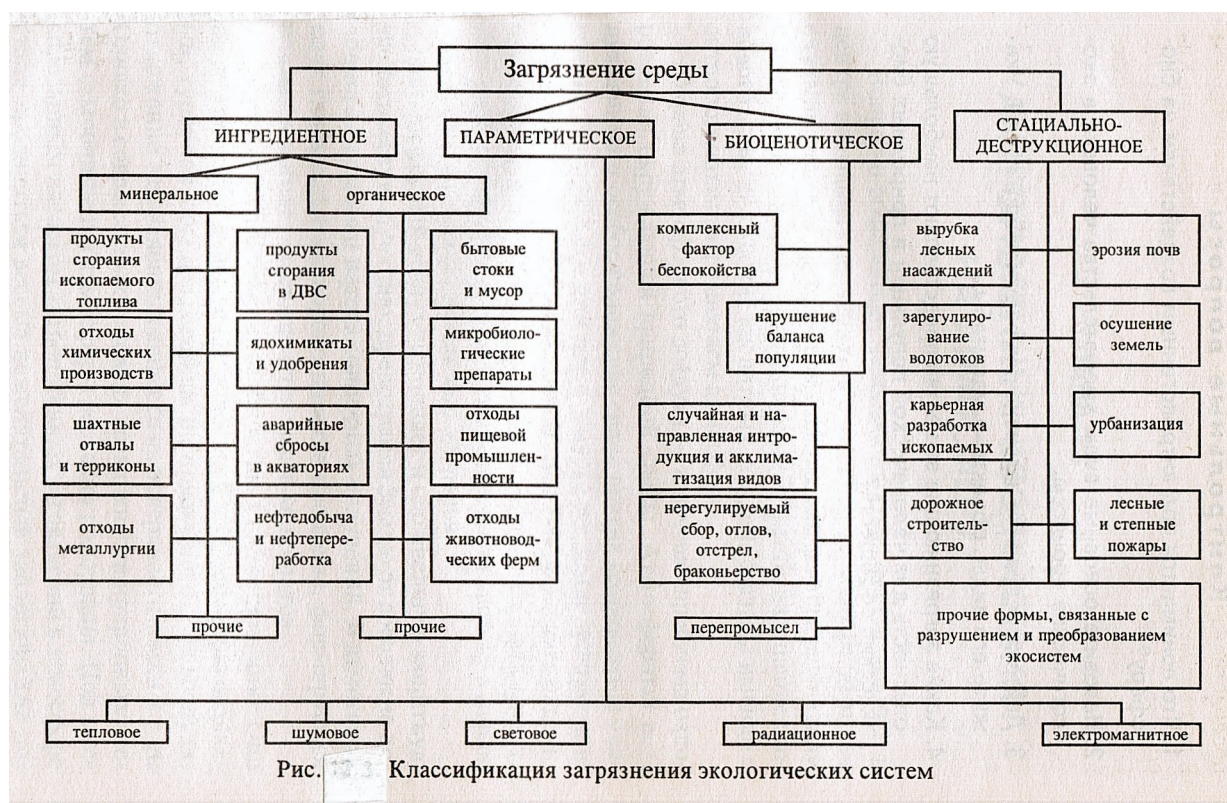 Загрязнение среды
ИНГРЕДИЕНТНОЕ
ПАРАМЕТРИЧЕСКОЕ
БИОЦЕНОТИЧЕСКОЕ
СТАЦИАЛЬНО-
ДЕСТРУКЦИОННОЕ
минеральное
органическое
продукты
сгорания
ископаемого
топлива
отходы
химических
производств
шахтные
отвалы
и терриконы
отходы
металлургии
прочие
продукты
сгорания
в ДВС
ядохимикаты
и удобрения
аварийные
сбросы
в акваториях
нефтедобыча
и нефтепере-
работка
бытовые
стоки
и мусор
микробиоло-
гические
препараты
отходы
пищевой
промышлен-
ности
отходы
животновод-
ческих ферм
прочие
комплексный
фактор
беспокойства
нарушение
баланса
популяции
случайная и на-
правленная интро-
дукция и акклима-
тизация видов
нерегулируемый
сбор, отлов,
отстрел,
браконьерство
перепромысел
вырубка
лесных
насаждений
зарегулиро-
вание
водотоков
карьерная
разработка
ископаемых
дорожное
строитель-
ство
эрозия почв
осушение
земель
урбанизация
лесные
и степные
пожары
прочие формы, связанные с
разрушением и преобразованием
экосистем
тепловое
шумовое
световое
радиационное
электромагнитное
Рис. Классификация загрязнения экологических систем